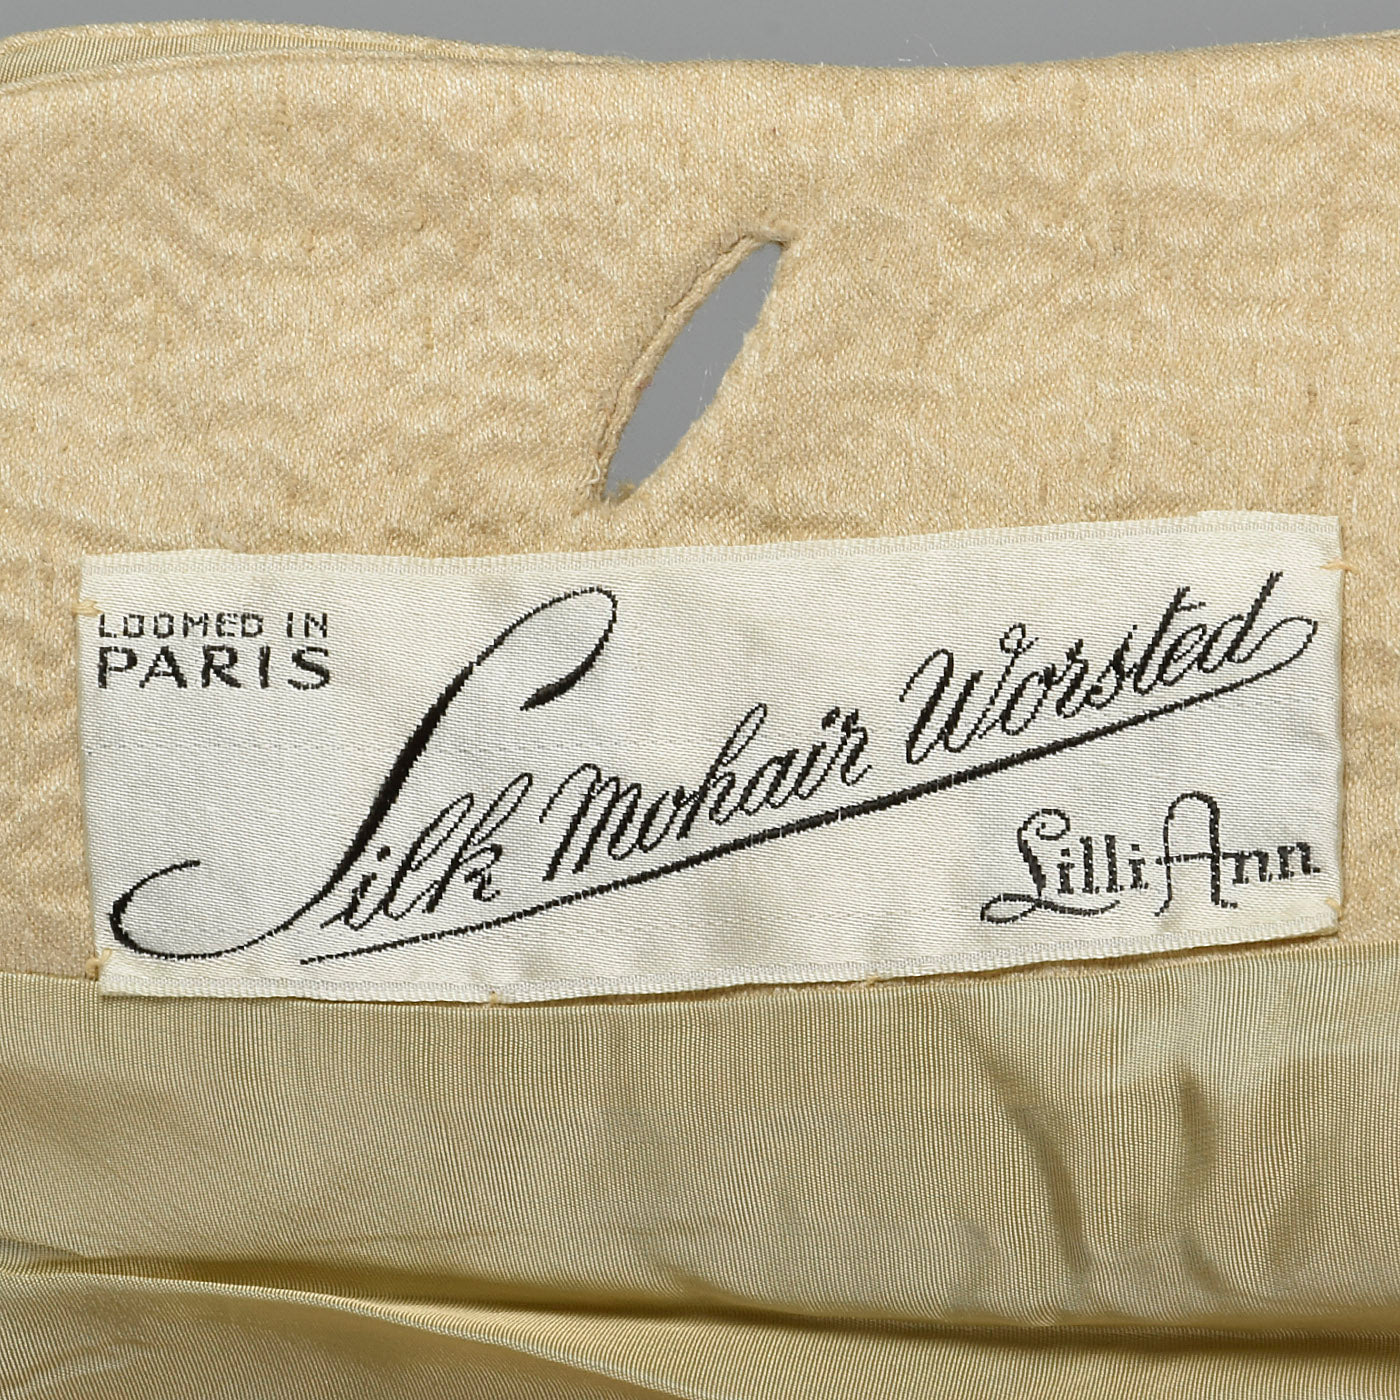 LOOMED IN
PARIS
Silk Mohair Worsted
Lilli Ann